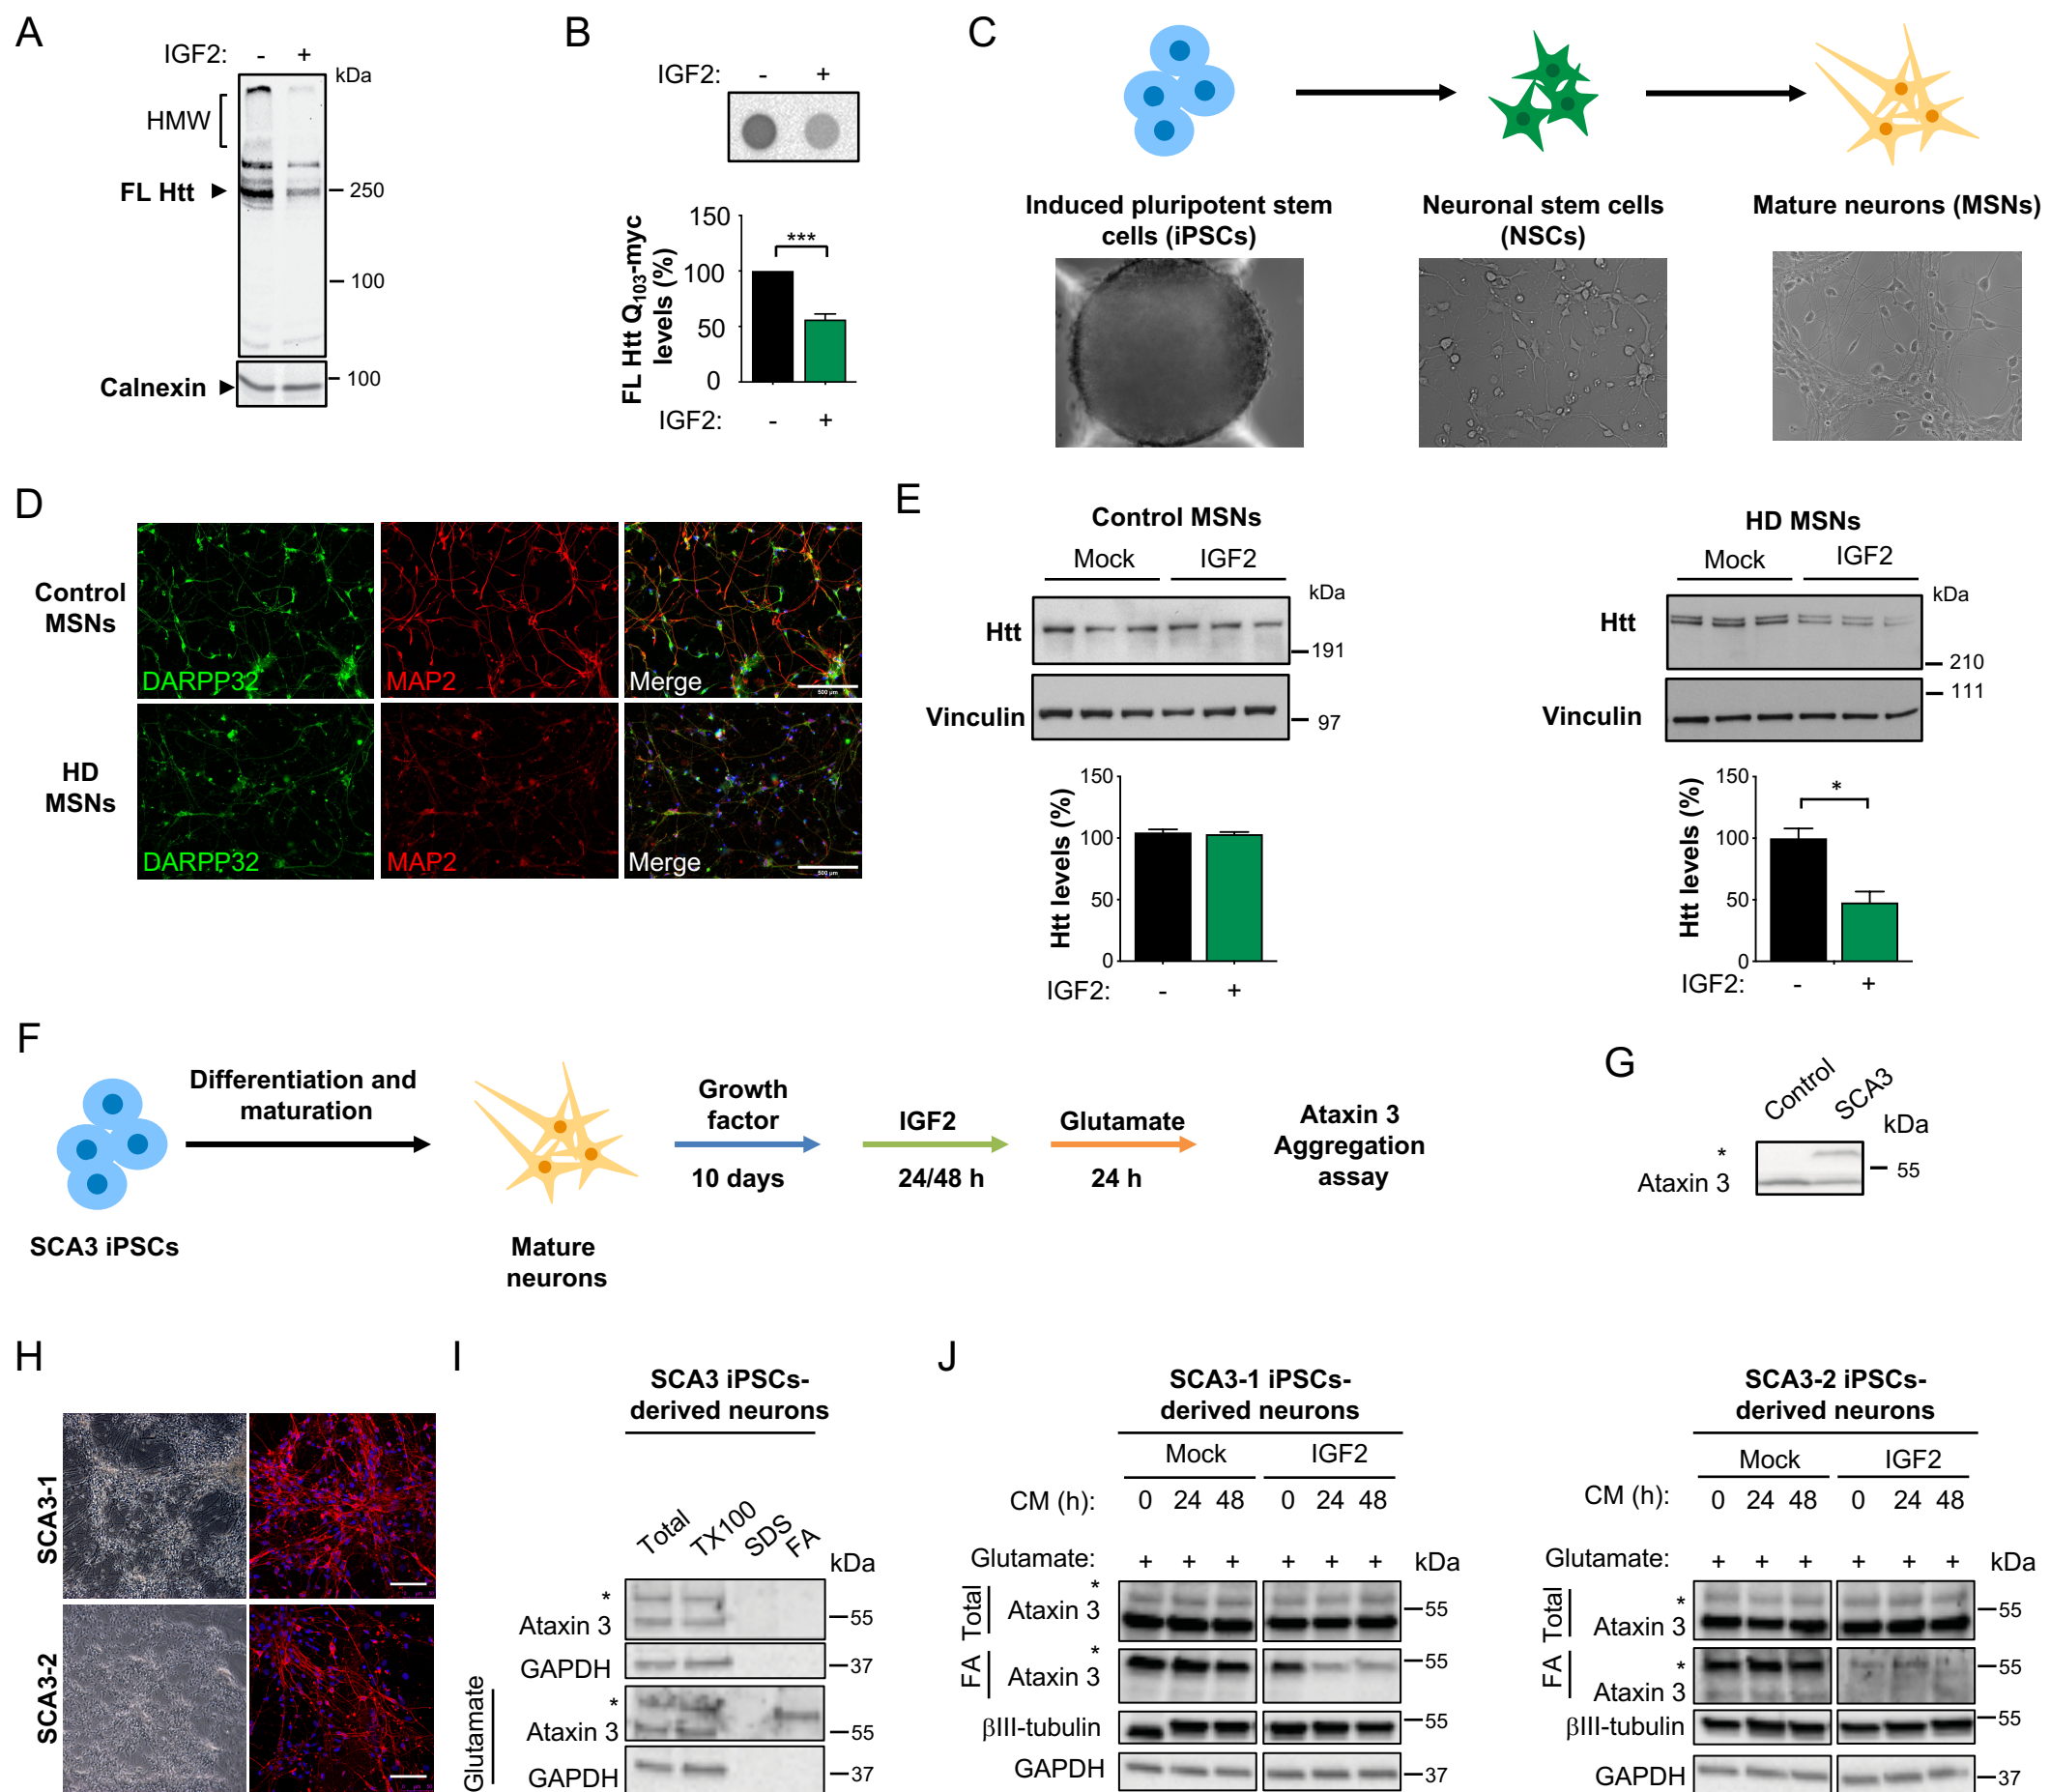 A
IGF2: - +
kDa
HMW
FL Htt
250
100
Calnexin
100
B
IGF2: - +
FL Htt Q103-myc
levels (%)
150
100
50
0
***
IGF2: - +
C
Induced pluripotent stem
cells (iPSCs)
Neuronal stem cells
(NSCs)
Mature neurons (MSNs)
D
Control
MSNs
DARPP32
MAP2
Merge
500 µm
HD
MSNs
DARPP32
MAP2
Merge
500 µm
E
Control MSNs
Mock IGF2
kDa
Htt
191
Vinculin
97
Htt levels (%)
150
100
50
0
IGF2: - +
HD MSNs
Mock IGF2
kDa
Htt
210
111
Vinculin
Htt levels (%)
150
100
50
0
*
IGF2: - +
F
SCA3 iPSCs
Differentiation and
maturation
Mature
neurons
Growth
factor
10 days
IGF2
24/48 h
Glutamate
24 h
Ataxin 3
Aggregation
assay
G
Control SCA3
kDa
*
55
Ataxin 3
H
SCA3-1
SCA3-2
I
SCA3 iPSCs-
derived neurons
Total TX100 SDS FA
kDa
*
Ataxin 3
55
GAPDH
37
Glutamate
*
Ataxin 3
55
GAPDH
37
J
SCA3-1 iPSCs-
derived neurons
Mock IGF2
CM (h): 0 24 48 0 24 48
Glutamate: + + + + + + kDa
Total
*
Ataxin 3
55
FA
*
Ataxin 3
55
βIII-tubulin
55
GAPDH
37
SCA3-2 iPSCs-
derived neurons
Mock IGF2
CM (h): 0 24 48 0 24 48
Glutamate: + + + + + + kDa
Total
*
Ataxin 3
55
FA
*
Ataxin 3
55
βIII-tubulin
55
GAPDH
37